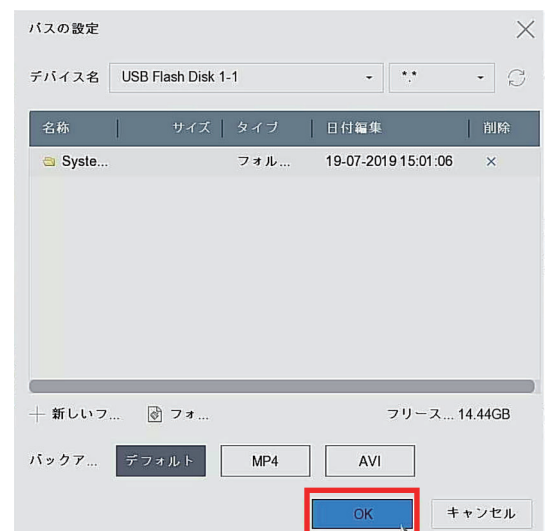 パスの設定
デバイス名 USB Flash Disk 1-1 *.*
名称 サイズ タイプ 日付編集 削除
Syste... フォル... 19-07-2019 15:01:06 ×
新しいフ... フォ... フリース... 14.44GB
バックア... デフォルト MP4 AVI
OK キャンセル